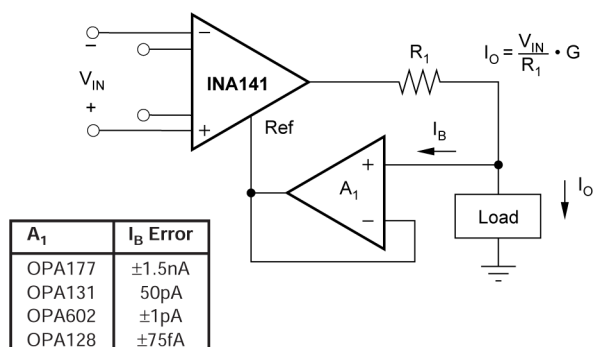 V_IN
−
+
−
+
INA141
Ref
R_1
I_O = V_IN / R_1 • G
I_B
+
A_1
−
I_O
Load
A_1 I_B Error
OPA177 ±1.5nA
OPA131 50pA
OPA602 ±1pA
OPA128 ±75fA